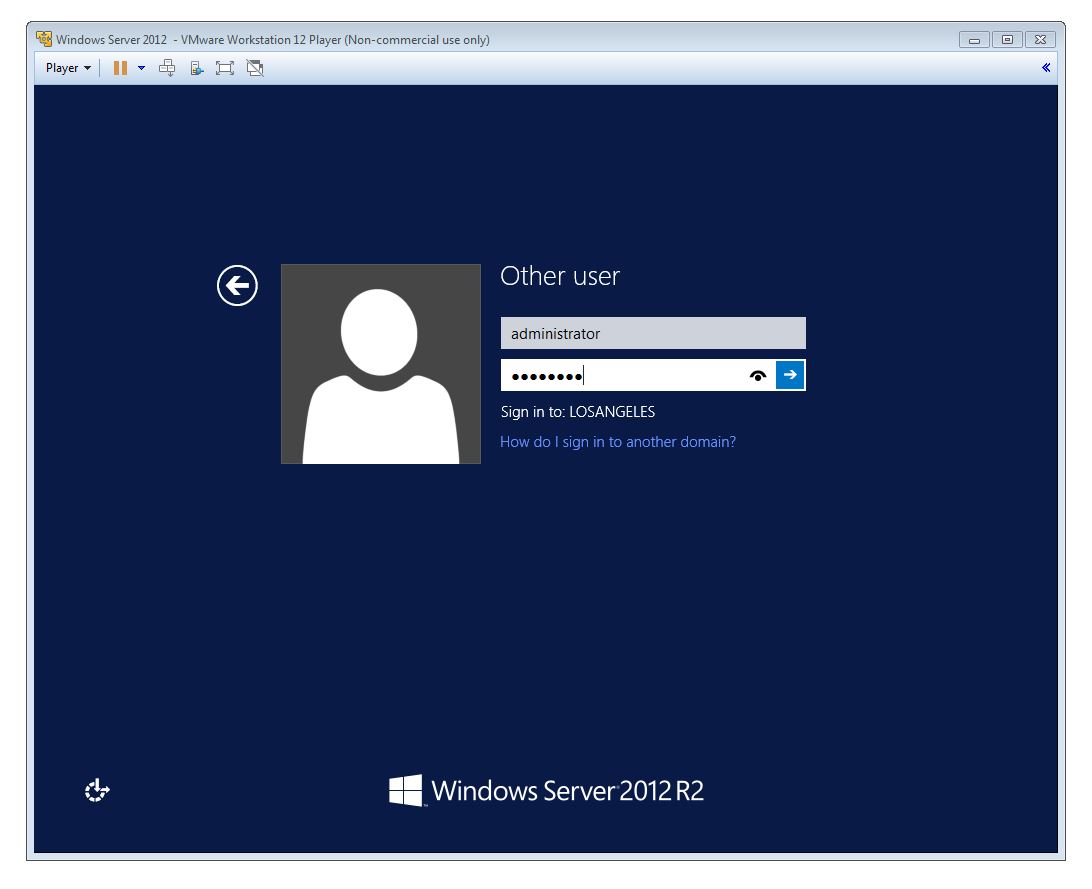 Windows Server 2012 - VMware Workstation 12 Player (Non-commercial use only)
Player
Other user
administrator
••••••••
Sign in to: LOSANGELES
How do I sign in to another domain?
Windows Server 2012 R2